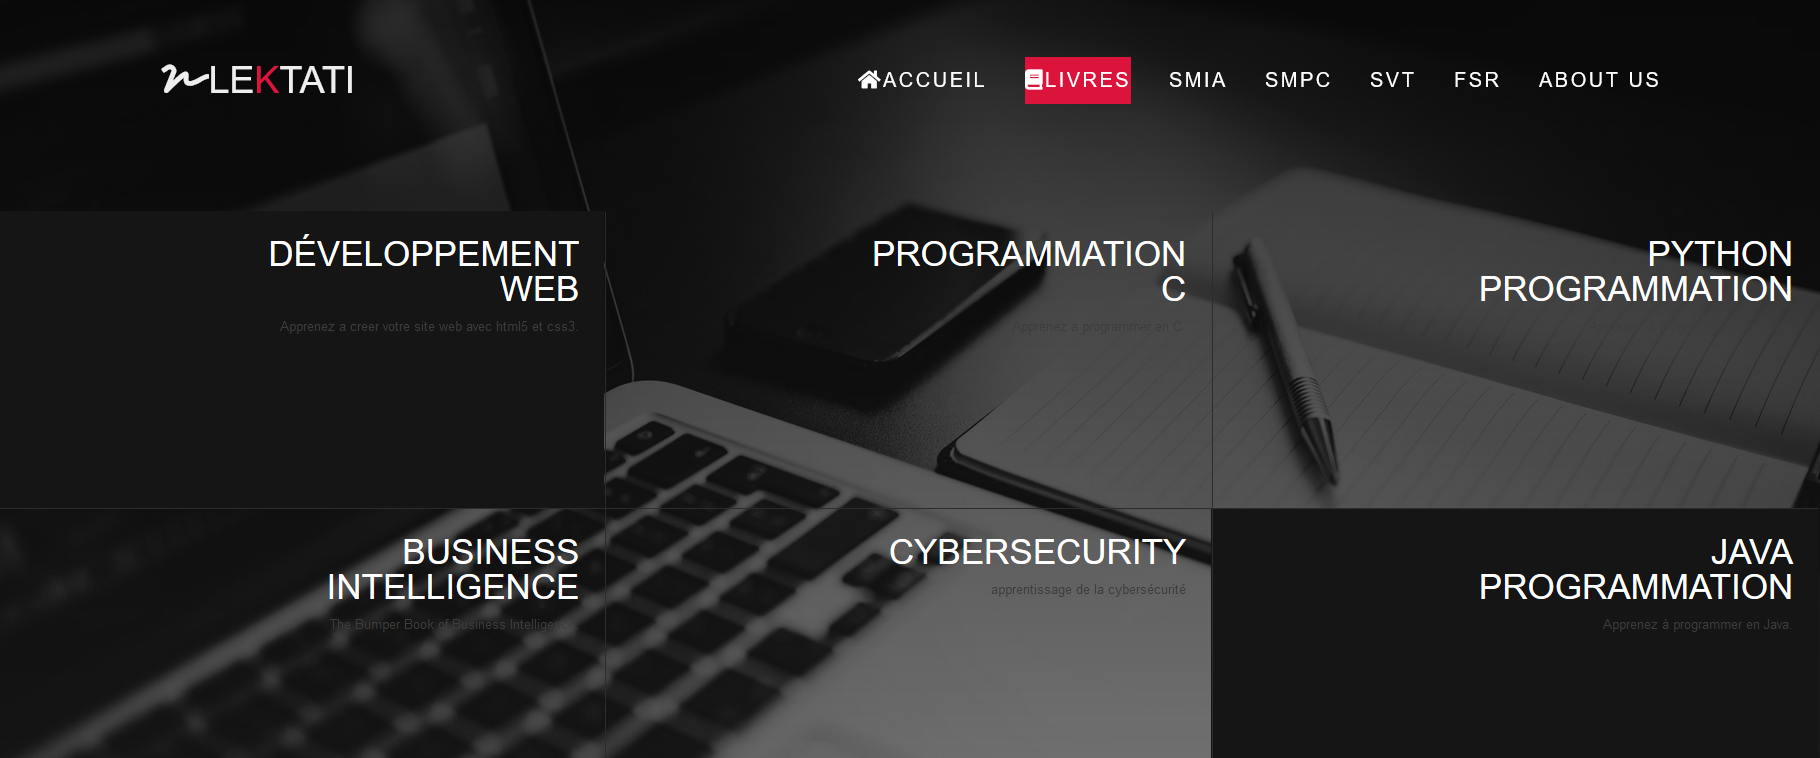 LEKTATI
ACCUEIL LIVRES SMIA SMPC SVT FSR ABOUT US
DÉVELOPPEMENT
WEB
Apprenez a creer votre site web avec html5 et css3.
PROGRAMMATION
C
Apprenez a programmer en C.
PYTHON
PROGRAMMATION
BUSINESS
INTELLIGENCE
The Bumper Book of Business Intelligence.
CYBERSECURITY
apprentissage de la cybersécurité
JAVA
PROGRAMMATION
Apprenez à programmer en Java.